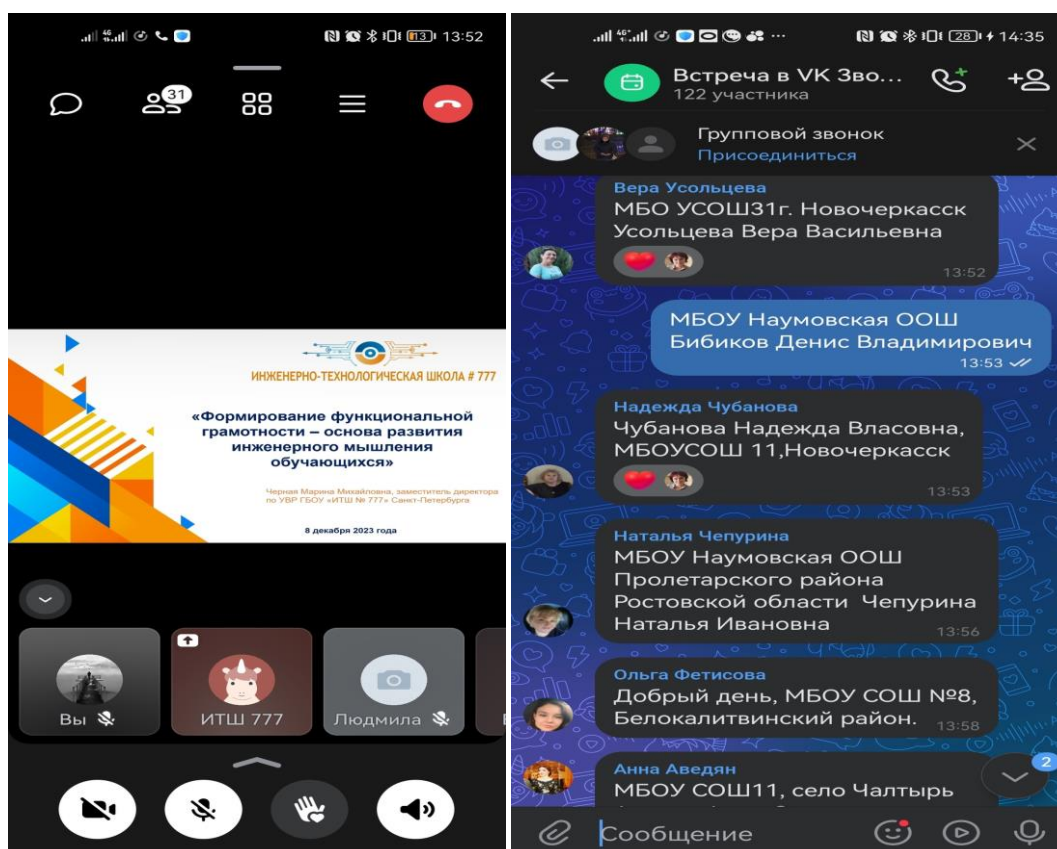 13 13:52
31
ИНЖЕНЕРНО-ТЕХНОЛОГИЧЕСКАЯ ШКОЛА # 777
«Формирование функциональной
грамотности – основа развития
инженерного мышления
обучающихся»
Черная Марина Михайловна, заместитель директора
по УВР ГБОУ «ИТШ № 777» Санкт-Петербурга
8 декабря 2023 года
Вы
ИТШ 777
Людмила
28 14:35
Встреча в VK Зво...
122 участника
Групповой звонок
Присоединиться
Вера Усольцева
МБО УСОШ31г. Новочеркасск
Усольцева Вера Васильевна
13:52
МБОУ Наумовская ООШ
Бибиков Денис Владимирович
13:53
Надежда Чубанова
Чубанова Надежда Власовна,
МБОУСОШ 11,Новочеркасск
13:53
Наталья Чепурина
МБОУ Наумовская ООШ
Пролетарского района
Ростовской области Чепурина
Наталья Ивановна
13:56
Ольга Фетисова
Добрый день, МБОУ СОШ №8,
Белокалитвинский район.
13:58
2
Анна Аведян
МБОУ СОШ11, село Чалтырь
Сообщение